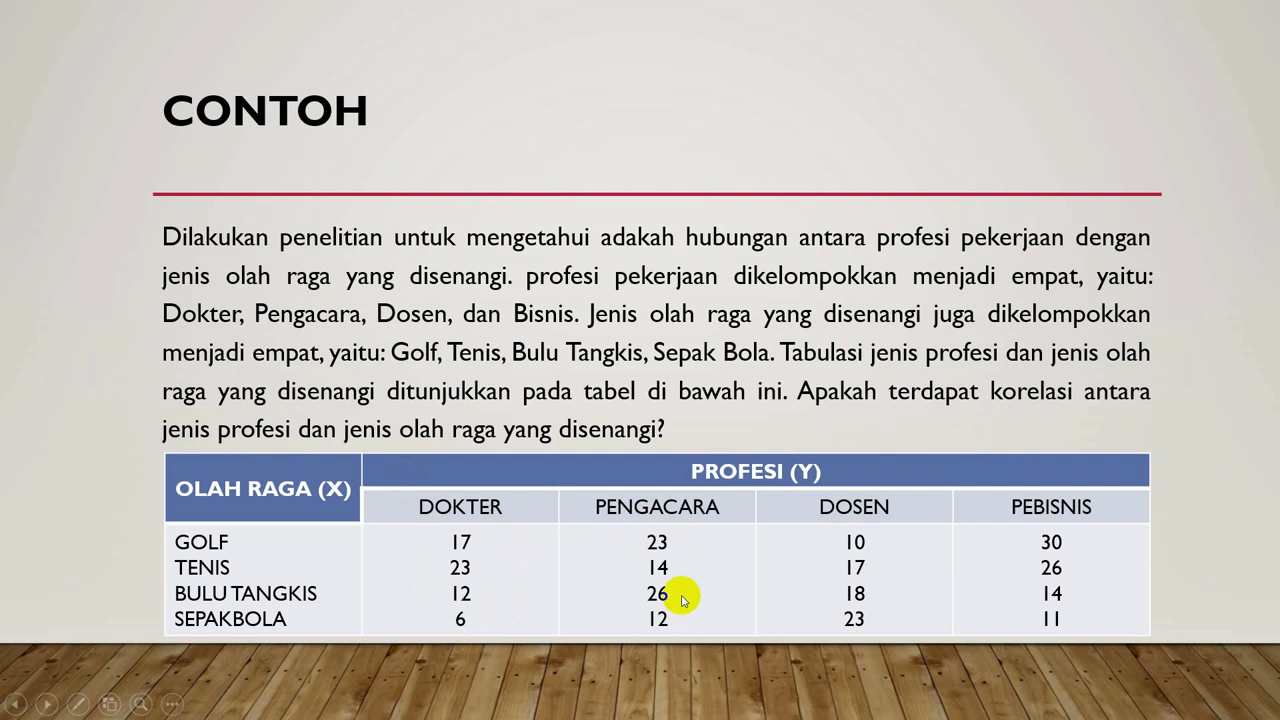 CONTOH
Dilakukan penelitian untuk mengetahui adakah hubungan antara profesi pekerjaan dengan
jenis olah raga yang disenangi. profesi pekerjaan dikelompokkan menjadi empat, yaitu:
Dokter, Pengacara, Dosen, dan Bisnis. Jenis olah raga yang disenangi juga dikelompokkan
menjadi empat, yaitu: Golf, Tenis, Bulu Tangkis, Sepak Bola. Tabulasi jenis profesi dan jenis olah
raga yang disenangi ditunjukkan pada tabel di bawah ini. Apakah terdapat korelasi antara
jenis profesi dan jenis olah raga yang disenangi?
OLAH RAGA (X) PROFESI (Y)
DOKTER PENGACARA DOSEN PEBISNIS
GOLF 17 23 10 30
TENIS 23 14 17 26
BULU TANGKIS 12 26 18 14
SEPAKBOLA 6 12 23 11